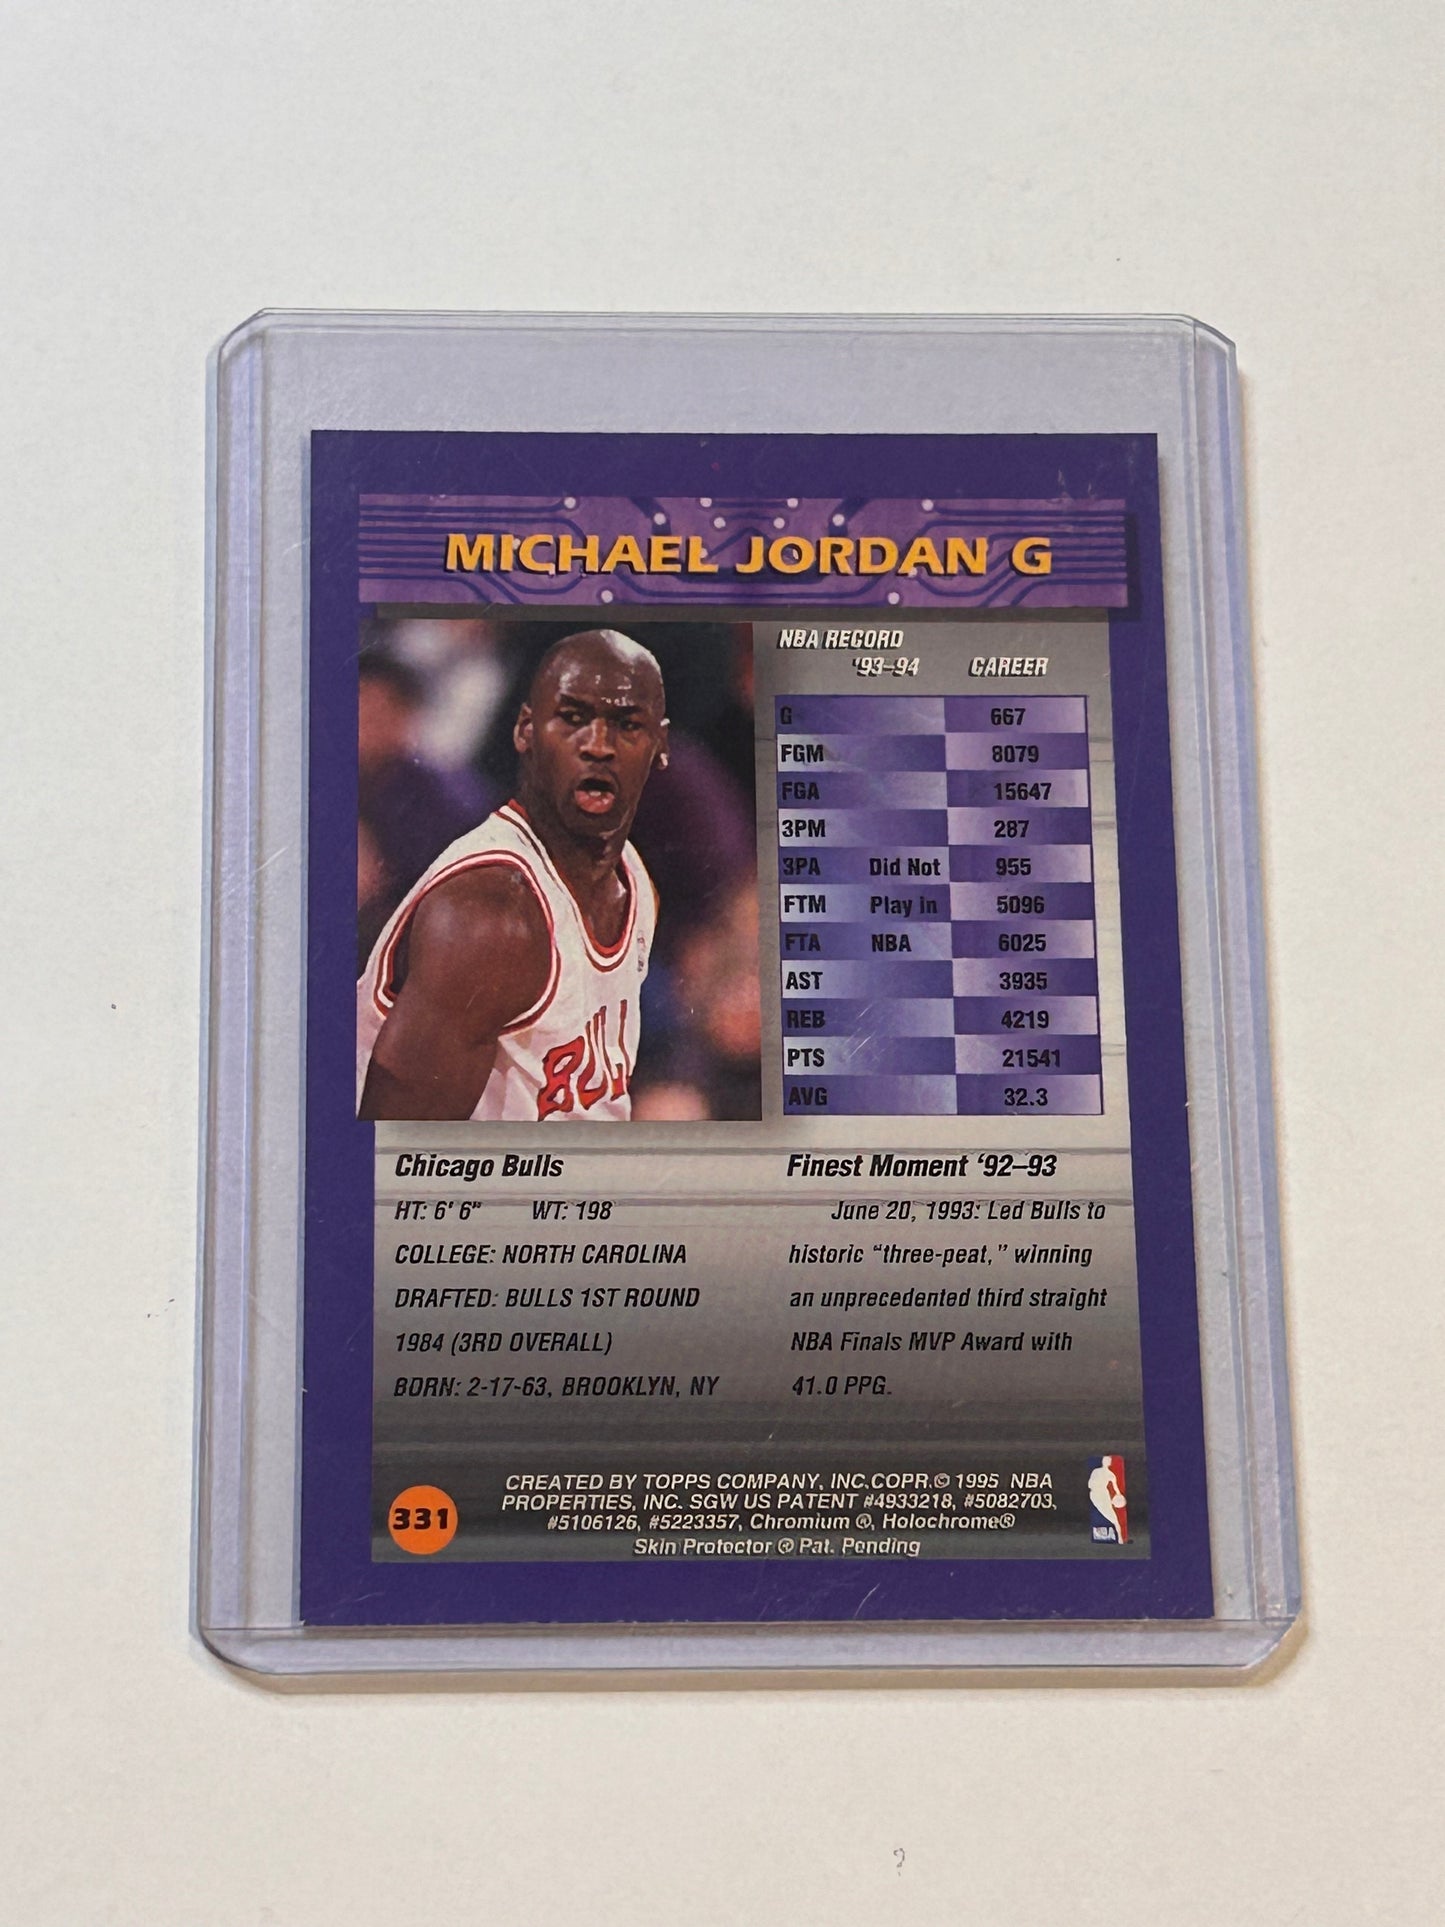 MICHAEL JORDAN G
NBA RECORD
'93–94 CAREER
G 667
FGM 8079
FGA 15647
3PM 287
3PA Did Not 955
FTM Play in 5096
FTA NBA 6025
AST 3935
REB 4219
PTS 21541
AVG 32.3
BULL
Chicago Bulls
HT: 6' 6" WT: 198
COLLEGE: NORTH CAROLINA
DRAFTED: BULLS 1ST ROUND
1984 (3RD OVERALL)
BORN: 2-17-63, BROOKLYN, NY
Finest Moment '92–93
June 20, 1993: Led Bulls to
historic "three-peat," winning
an unprecedented third straight
NBA Finals MVP Award with
41.0 PPG.
331
CREATED BY TOPPS COMPANY, INC.COPR.© 1995 NBA
PROPERTIES, INC. SGW US PATENT #4933218, #5082703,
#5106126, #5223357, Chromium ®, Holochrome®
Skin Protector ® Pat. Pending
NBA